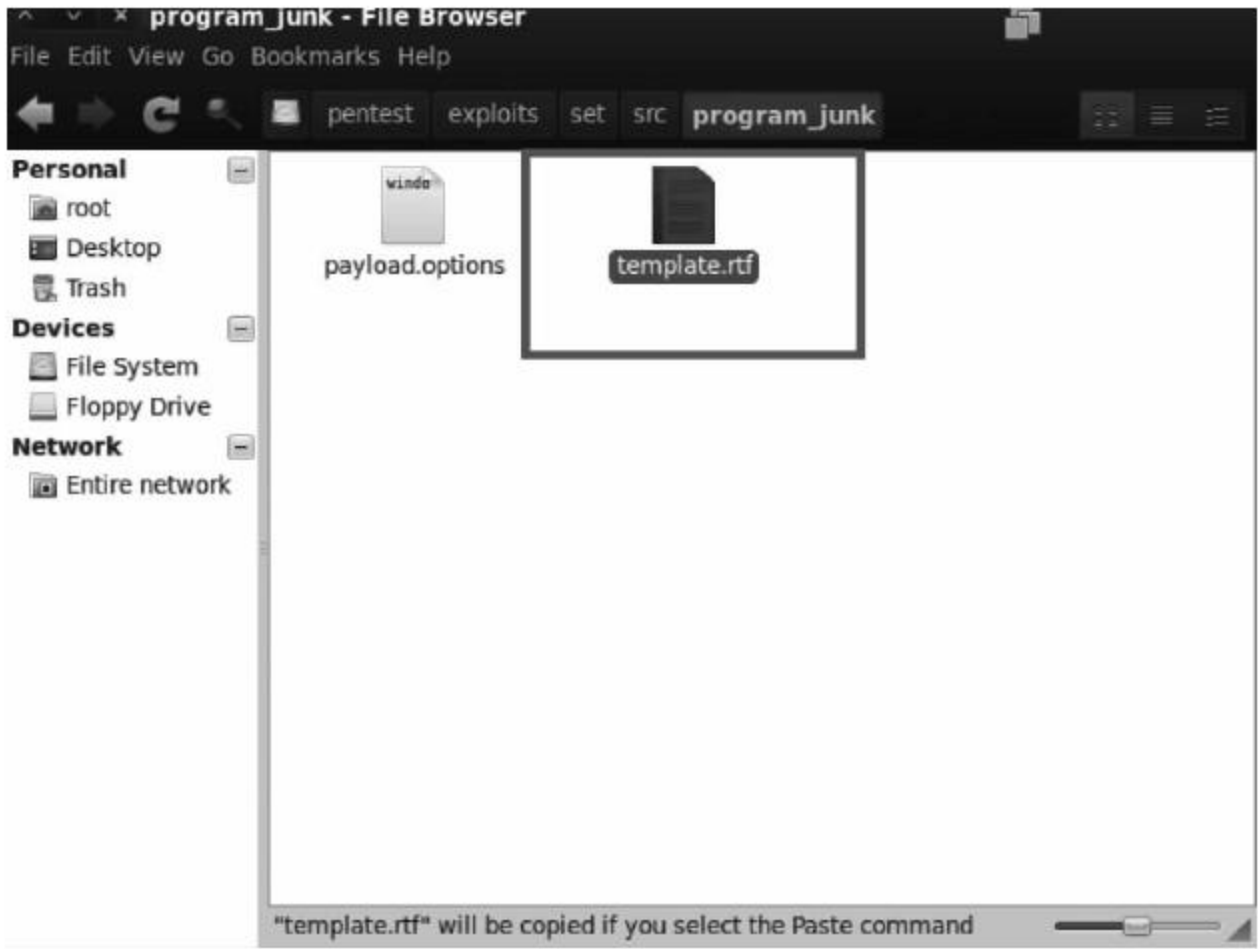 program_junk - File Browser
File Edit View Go Bookmarks Help
pentest exploits set src program_junk
Personal
root
Desktop
Trash
Devices
File System
Floppy Drive
Network
Entire network
windo
payload.options
template.rtf
"template.rtf" will be copied if you select the Paste command